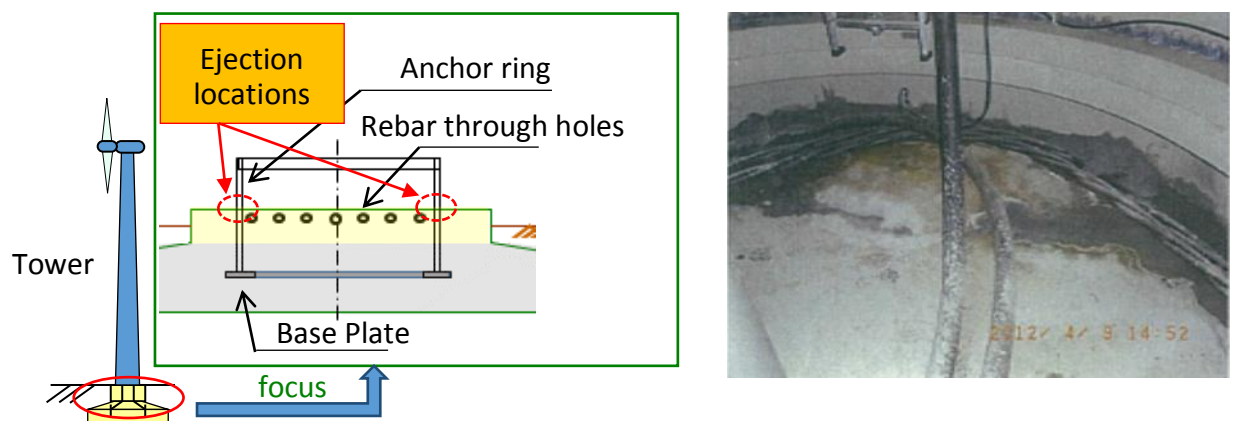 Ejection
locations
Anchor ring
Rebar through holes
Tower
Base Plate
focus
2012/ 4/ 9 14:52